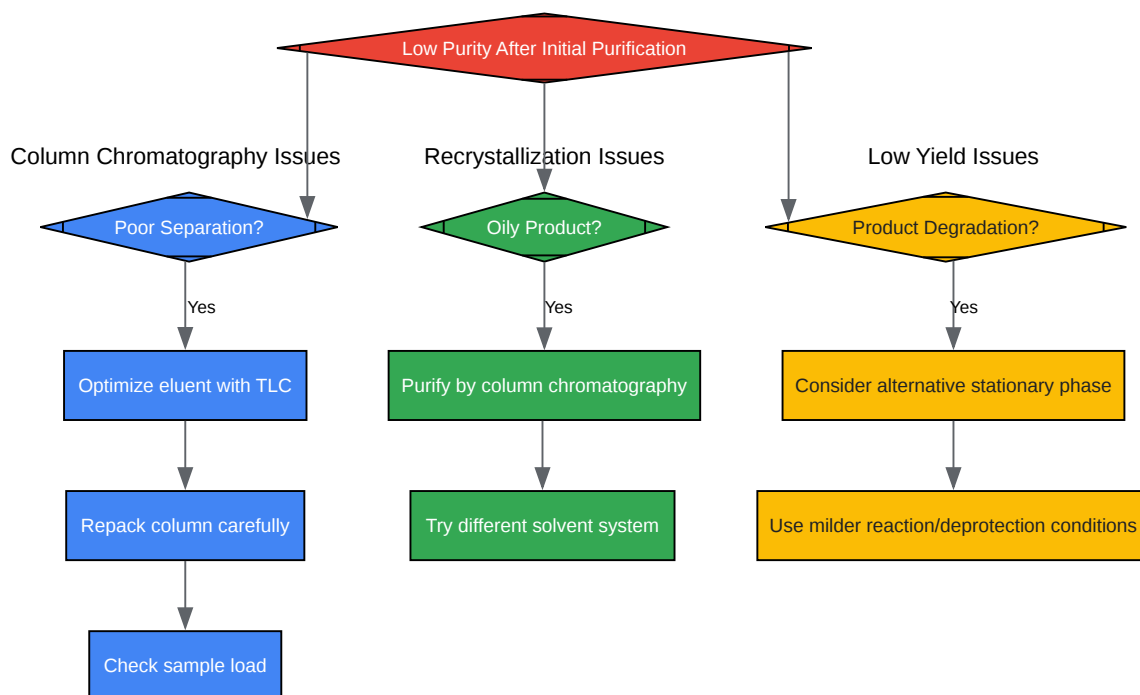 Low Purity After Initial Purification
Column Chromatography Issues
Recrystallization Issues
Low Yield Issues
Poor Separation?
Oily Product?
Product Degradation?
Yes
Yes
Yes
Optimize eluent with TLC
Purify by column chromatography
Consider alternative stationary phase
Repack column carefully
Try different solvent system
Use milder reaction/deprotection conditions
Check sample load